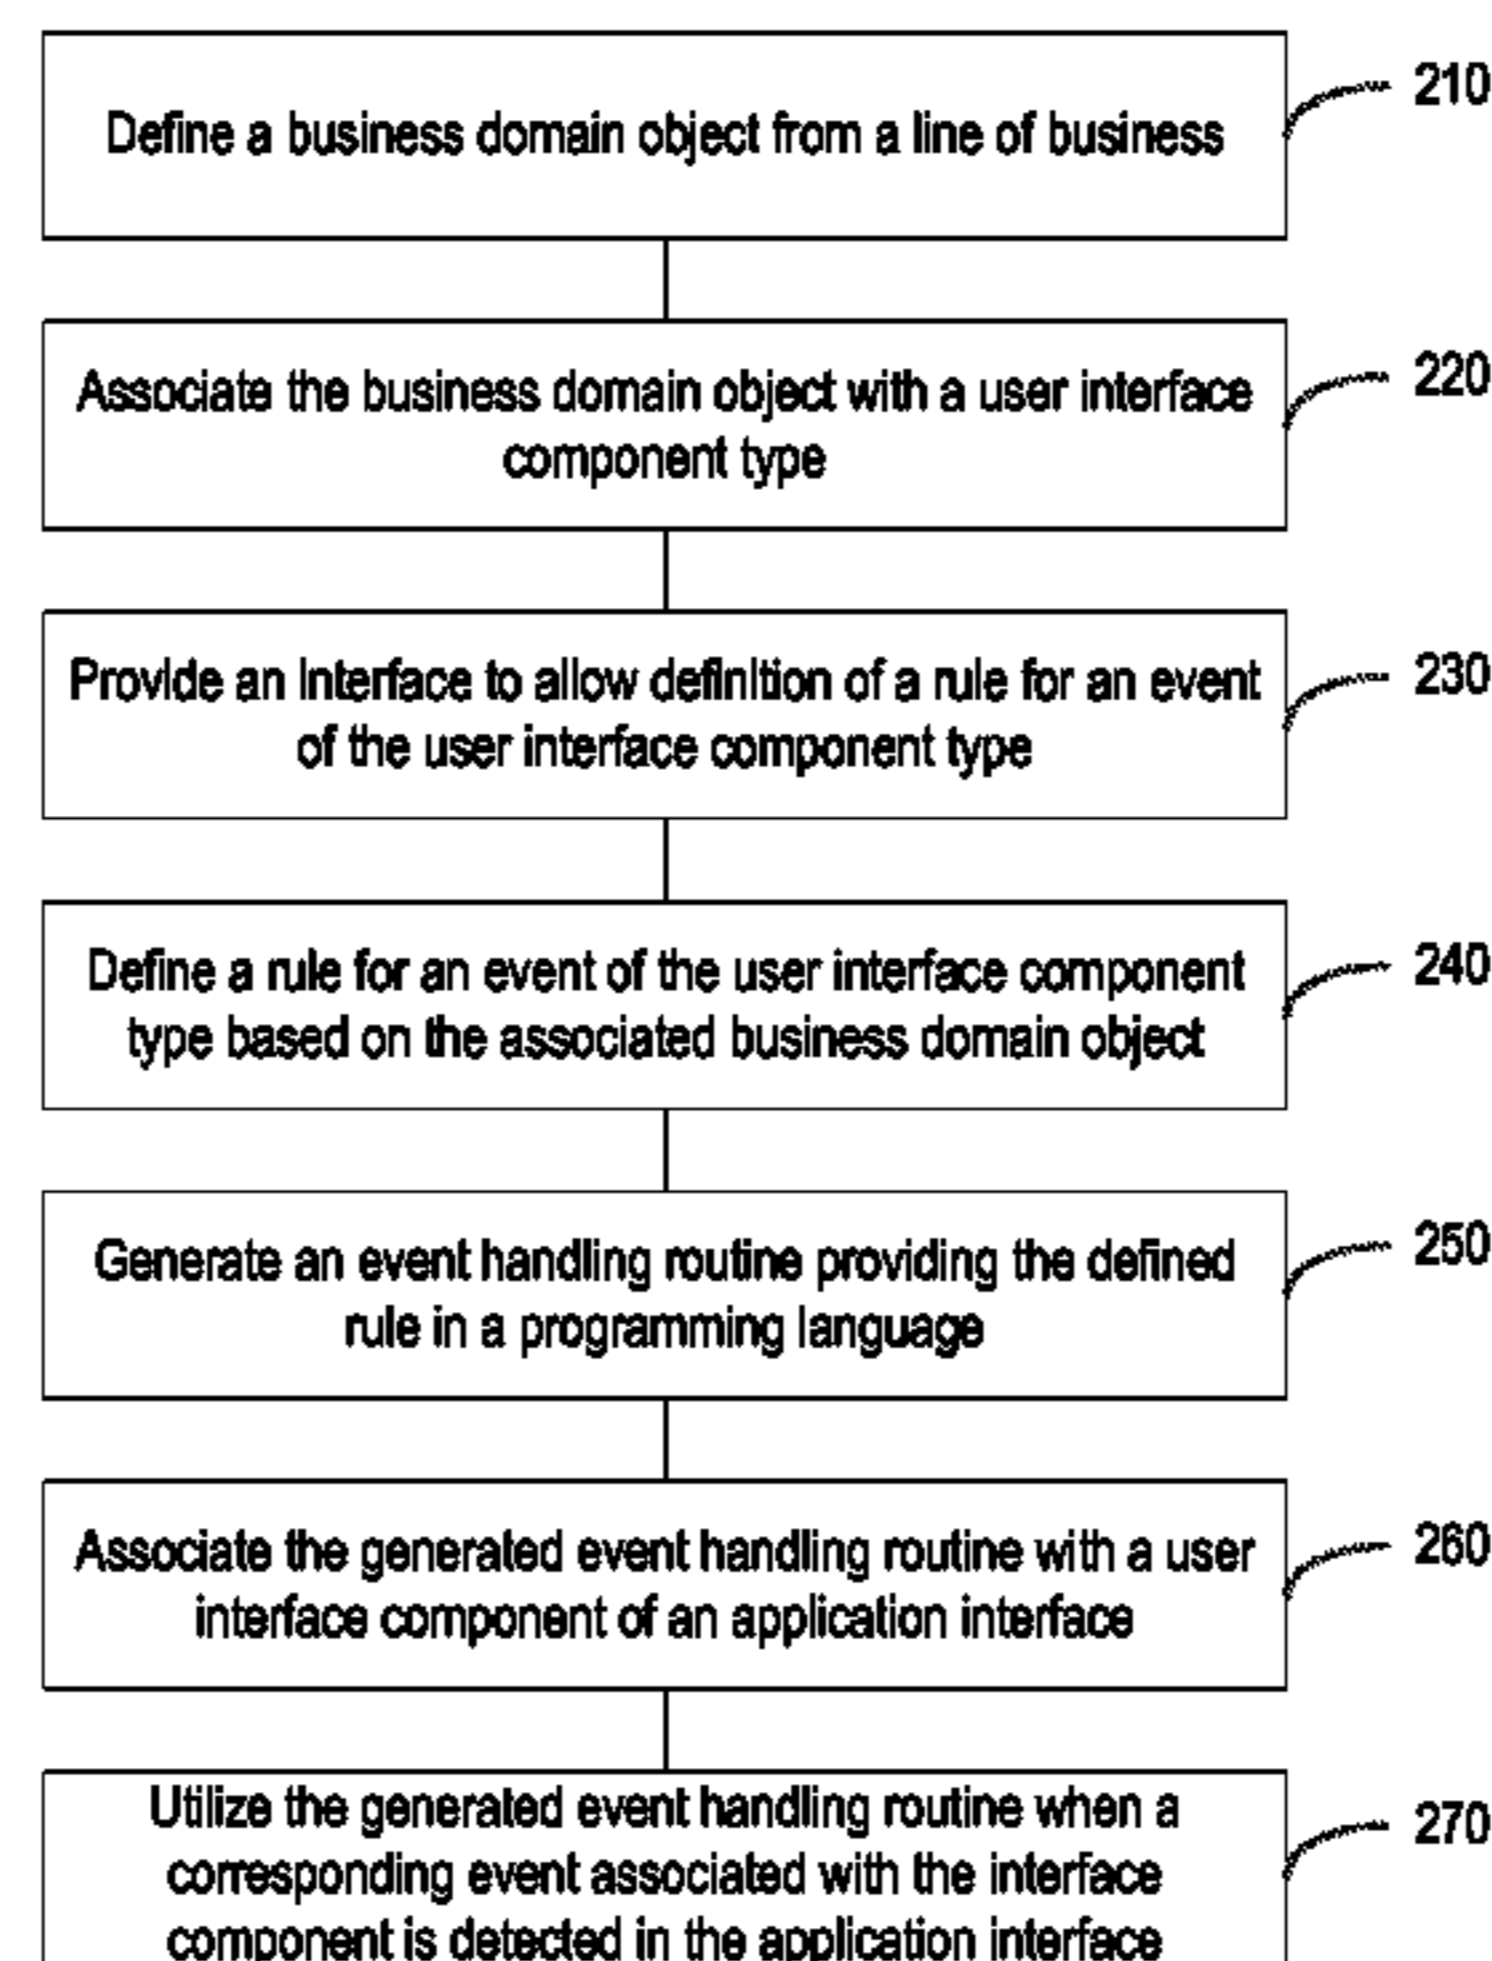 Define a business domain object from a line of business
210
Associate the business domain object with a user interface
component type
220
Provide an interface to allow definition of a rule for an event
of the user interface component type
230
Define a rule for an event of the user interface component
type based on the associated business domain object
240
Generate an event handling routine providing the defined
rule in a programming language
250
Associate the generated event handling routine with a user
interface component of an application interface
260
Utilize the generated event handling routine when a
corresponding event associated with the interface
component is detected in the application interface
270